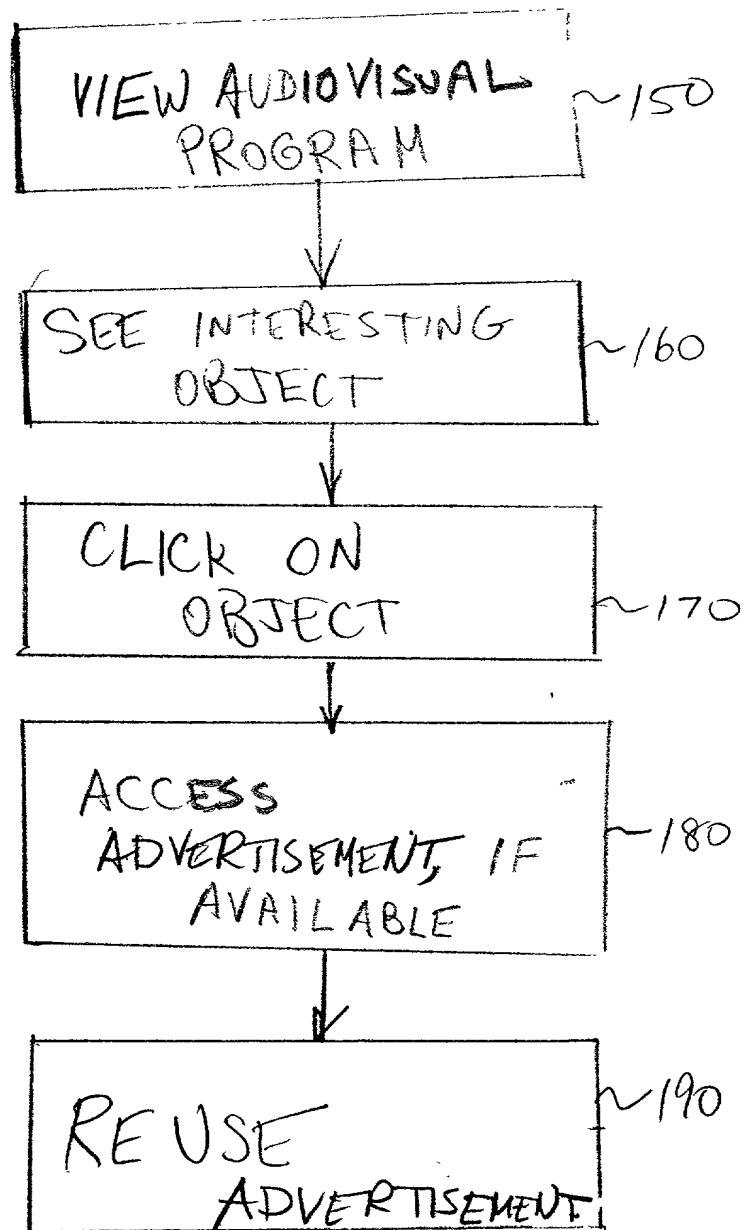 VIEW AUDIOVISUAL
PROGRAM
150
SEE INTERESTING
OBJECT
160
CLICK ON
OBJECT
170
ACCESS
ADVERTISEMENT, IF
AVAILABLE
180
REUSE
ADVERTISEMENT
190